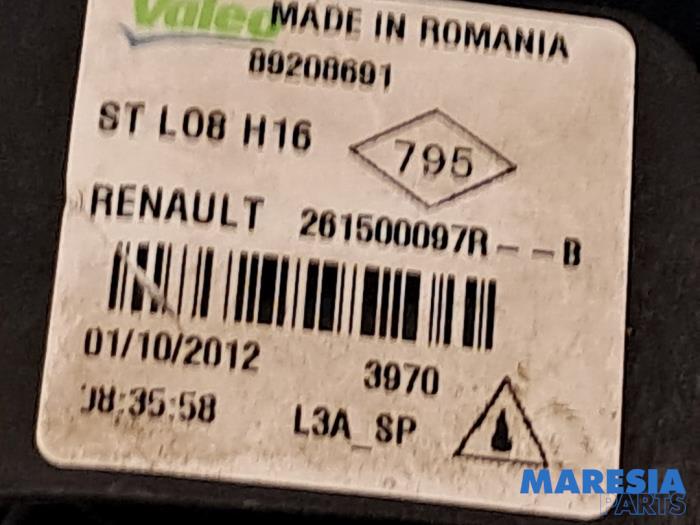 Valeo MADE IN ROMANIA
89208691
ST L08 H16 795
RENAULT 261500097R--B
01/10/2012 3970
08:35:58 L3A_SP
MARESIA
PARTS